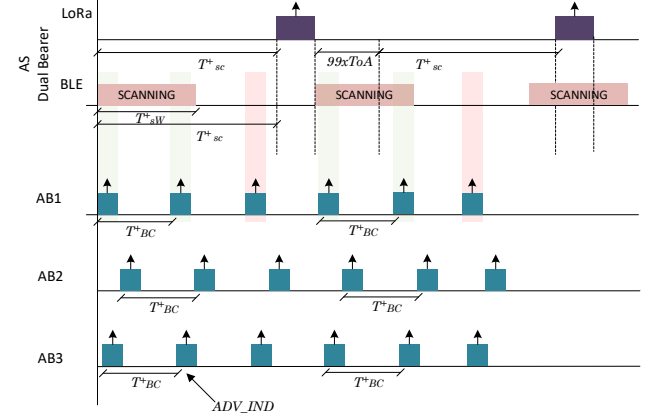 LoRa
AS
Dual Bearer
T⁺sc
99xToA
T⁺sc
BLE
SCANNING
SCANNING
SCANNING
T⁺sW
T⁺sc
AB1
T⁺BC
T⁺BC
AB2
T⁺BC
T⁺BC
AB3
T⁺BC
T⁺BC
ADV_IND